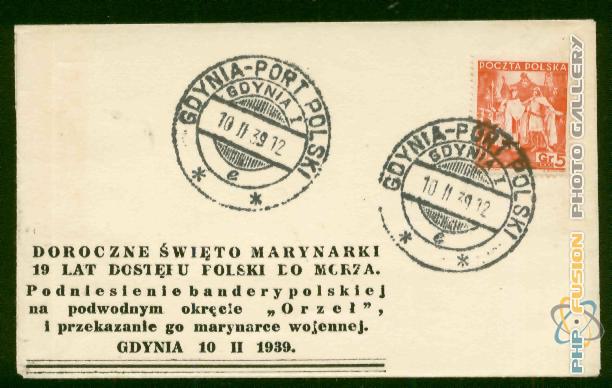 GDYNIA-PORT POLSKI
GDYNIA 1
10 II 39.12
e
POCZTA POLSKA
Gr. 5
GDYNIA-PORT POLSKI
GDYNIA 1
10 II 39.12
e
DOROCZNE ŚWIĘTO MARYNARKI
19 LAT DOSTĘPU POLSKI DO MORZA.
Podniesienie bandery polskiej
na podwodnym okręcie „Orzeł”,
i przekazanie go marynarce wojennej.
GDYNIA 10 II 1939.
PHP-FUSION
PHOTO GALLERY